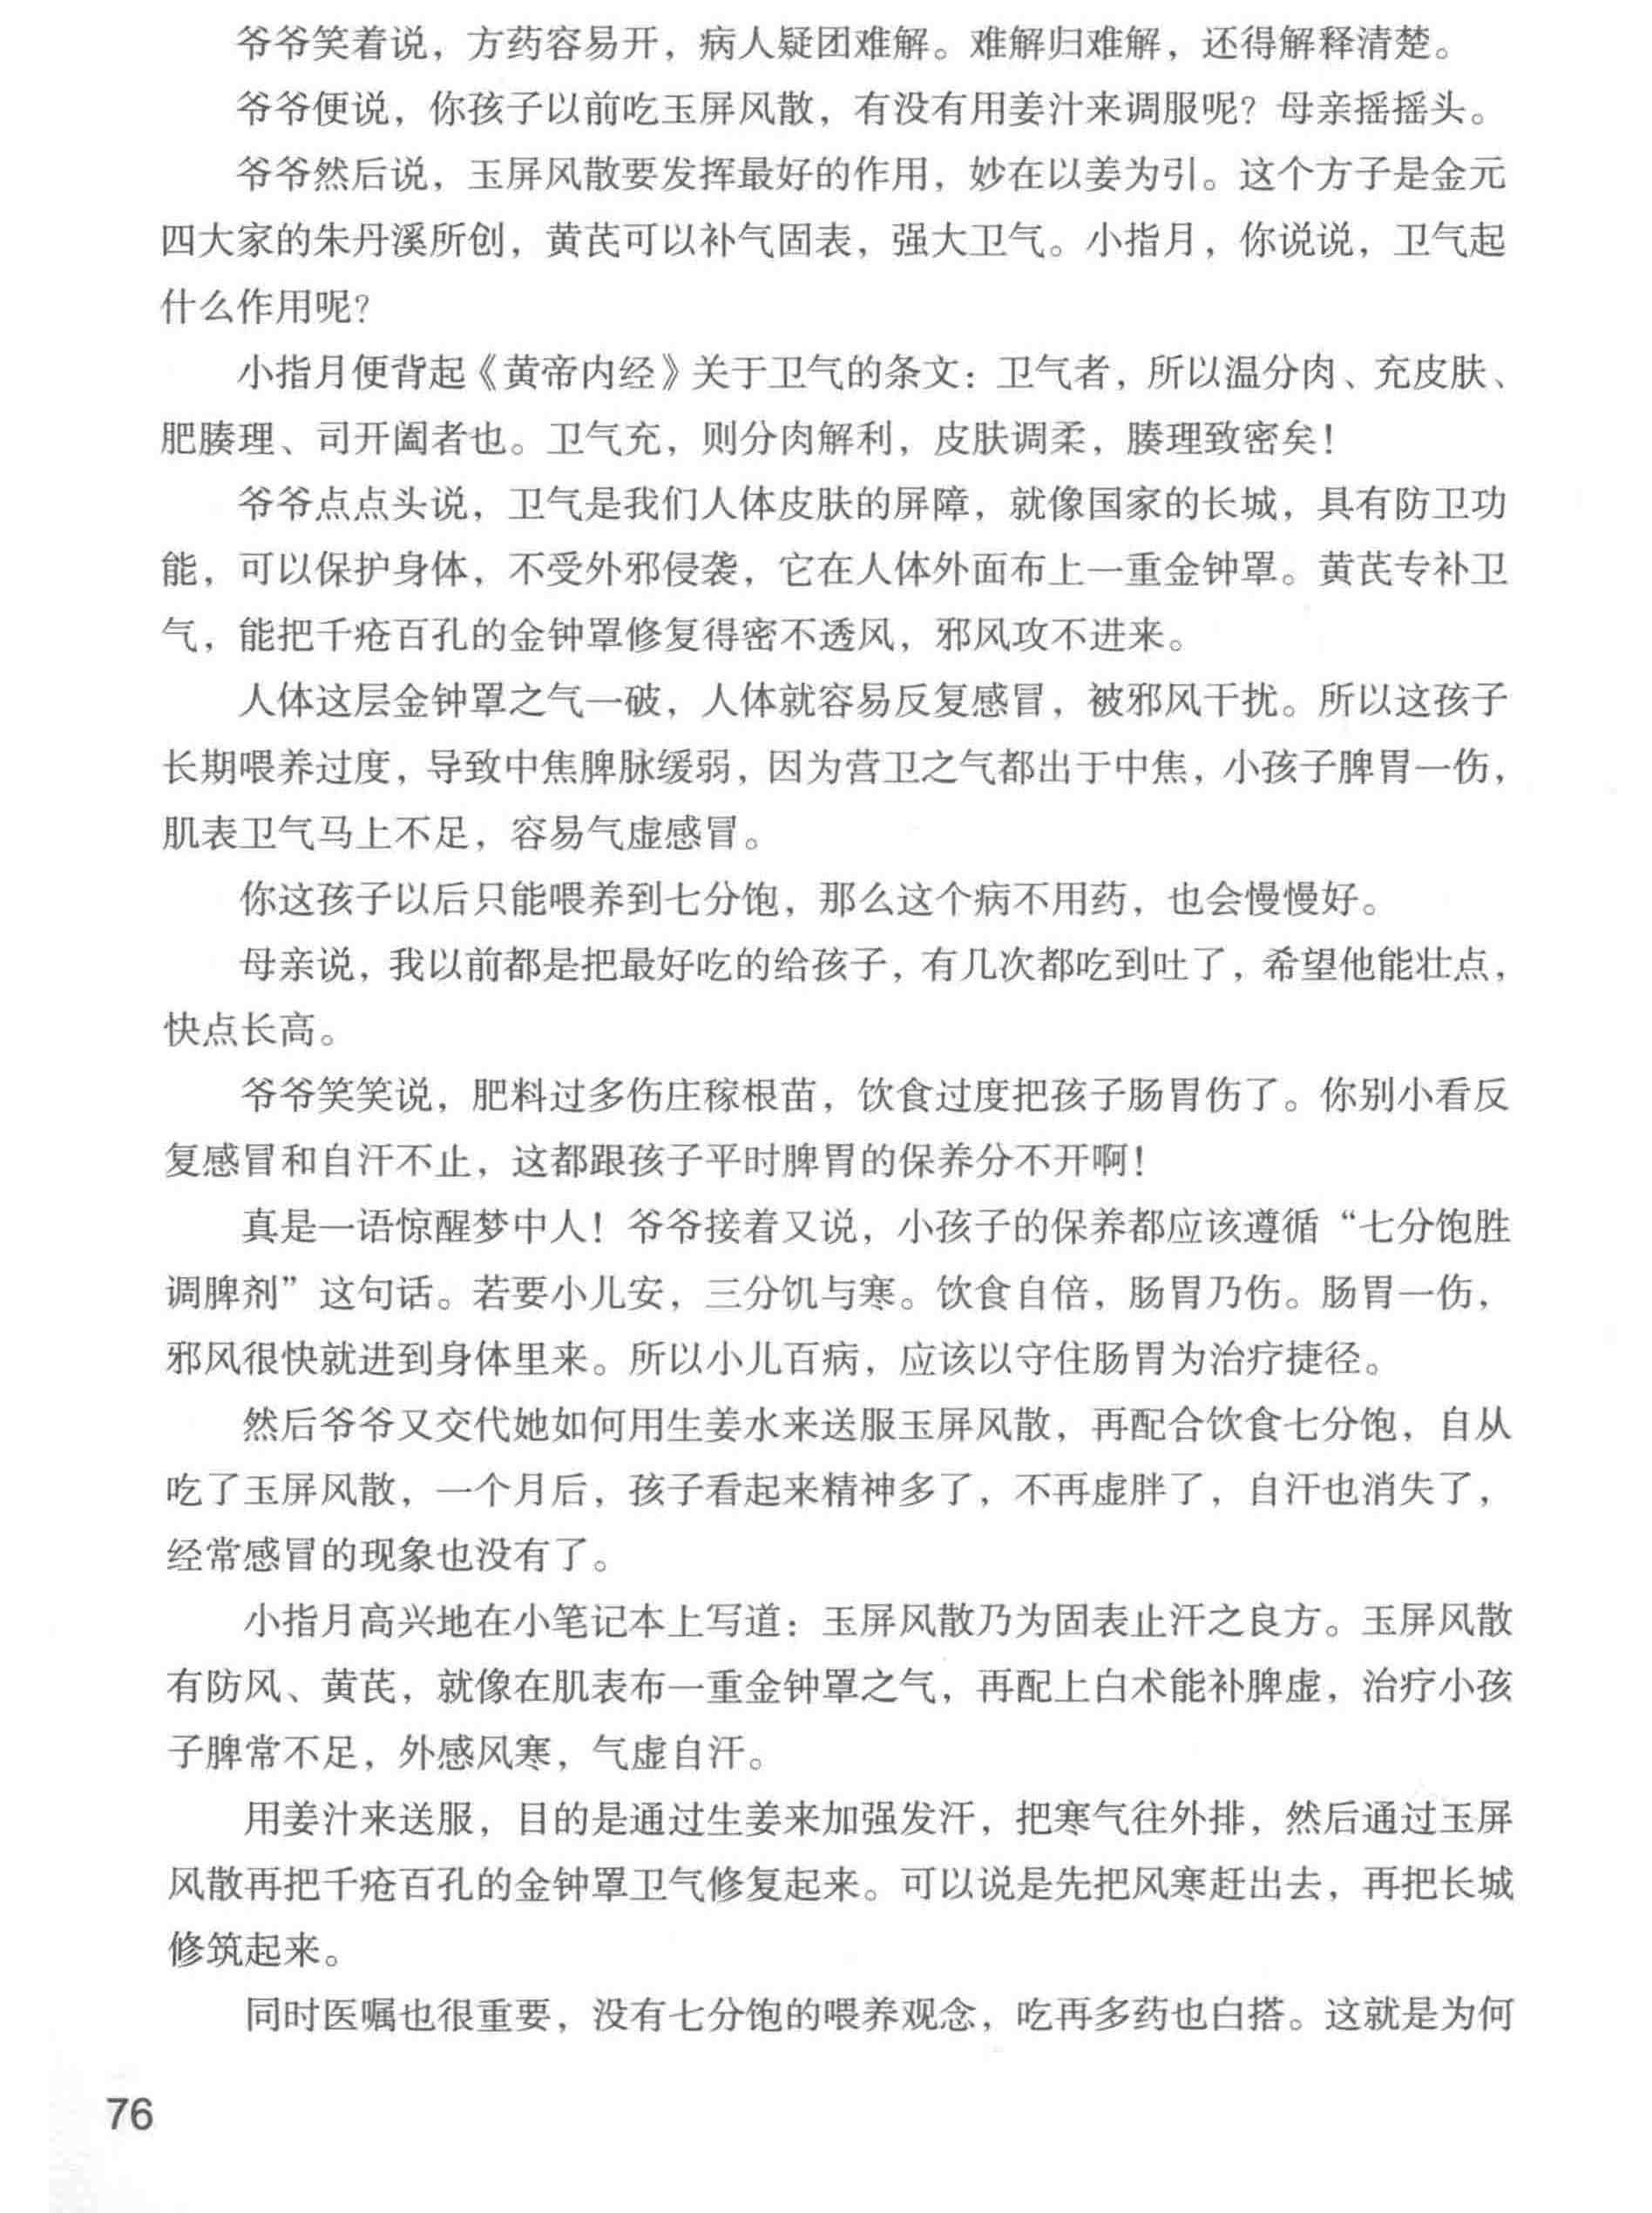 爷爷笑着说，方药容易开，病人疑团难解。难解归难解，还得解释清楚。
爷爷便说，你孩子以前吃玉屏风散，有没有用姜汁来调服呢？母亲摇摇头。
爷爷然后说，玉屏风散要发挥最好的作用，妙在以姜为引。这个方子是金元
四大家的朱丹溪所创，黄芪可以补气固表，强大卫气。小指月，你说说，卫气起
什么作用呢？
小指月便背起《黄帝内经》关于卫气的条文：卫气者，所以温分肉、充皮肤、
肥腠理、司开阖者也。卫气充，则分肉解利，皮肤调柔，腠理致密矣！
爷爷点点头说，卫气是我们人体皮肤的屏障，就像国家的长城，具有防卫功
能，可以保护身体，不受外邪侵袭，它在人体外面布上一重金钟罩。黄芪专补卫
气，能把千疮百孔的金钟罩修复得密不透风，邪风攻不进来。
人体这层金钟罩之气一破，人体就容易反复感冒，被邪风干扰。所以这孩子
长期喂养过度，导致中焦脾脉缓弱，因为营卫之气都出于中焦，小孩子脾胃一伤，
肌表卫气马上不足，容易气虚感冒。
你这孩子以后只能喂养到七分饱，那么这个病不用药，也会慢慢好。
母亲说，我以前都是把最好吃的给孩子，有几次都吃到吐了，希望他能壮点，
快点长高。
爷爷笑笑说，肥料过多伤庄稼根苗，饮食过度把孩子肠胃伤了。你别小看反
复感冒和自汗不止，这都跟孩子平时脾胃的保养分不开啊！
真是一语惊醒梦中人！爷爷接着又说，小孩子的保养都应该遵循“七分饱胜
调脾剂”这句话。若要小儿安，三分饥与寒。饮食自倍，肠胃乃伤。肠胃一伤，
邪风很快就进到身体里来。所以小儿百病，应该以守住肠胃为治疗捷径。
然后爷爷又交代她如何用生姜水来送服玉屏风散，再配合饮食七分饱，自从
吃了玉屏风散，一个月后，孩子看起来精神多了，不再虚胖了，自汗也消失了，
经常感冒的现象也没有了。
小指月高兴地在小笔记本上写道：玉屏风散乃为固表止汗之良方。玉屏风散
有防风、黄芪，就像在肌表布一重金钟罩之气，再配上白术能补脾虚，治疗小孩
子脾常不足，外感风寒，气虚自汗。
用姜汁来送服，目的是通过生姜来加强发汗，把寒气往外排，然后通过玉屏
风散再把千疮百孔的金钟罩卫气修复起来。可以说是先把风寒赶出去，再把长城
修筑起来。
同时医嘱也很重要，没有七分饱的喂养观念，吃再多药也白搭。这就是为何
76